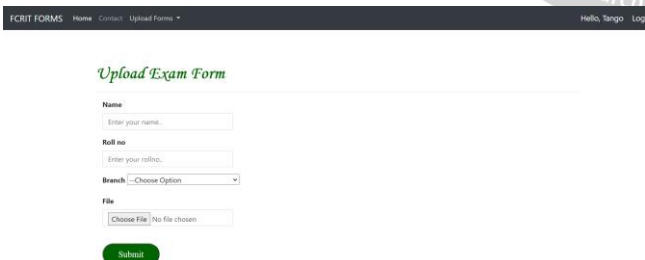 FCRIT FORMS Home Contact Upload Forms Hello, Tango Log
Upload Exam Form
Name
Enter your name..
Roll no
Enter your rollno..
Branch --Choose Option
File
Choose File No file chosen
Submit